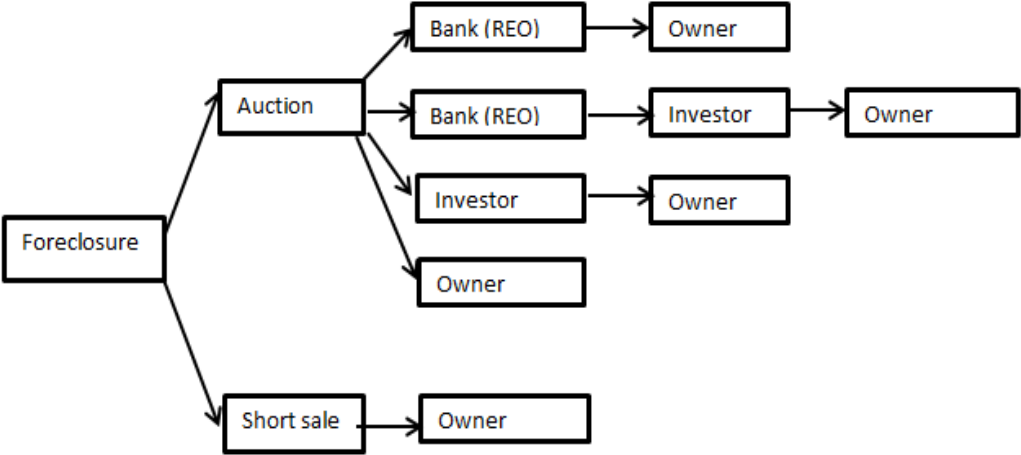 Bank (REO)
Owner
Auction
Bank (REO)
Investor
Owner
Investor
Owner
Foreclosure
Owner
Short sale
Owner